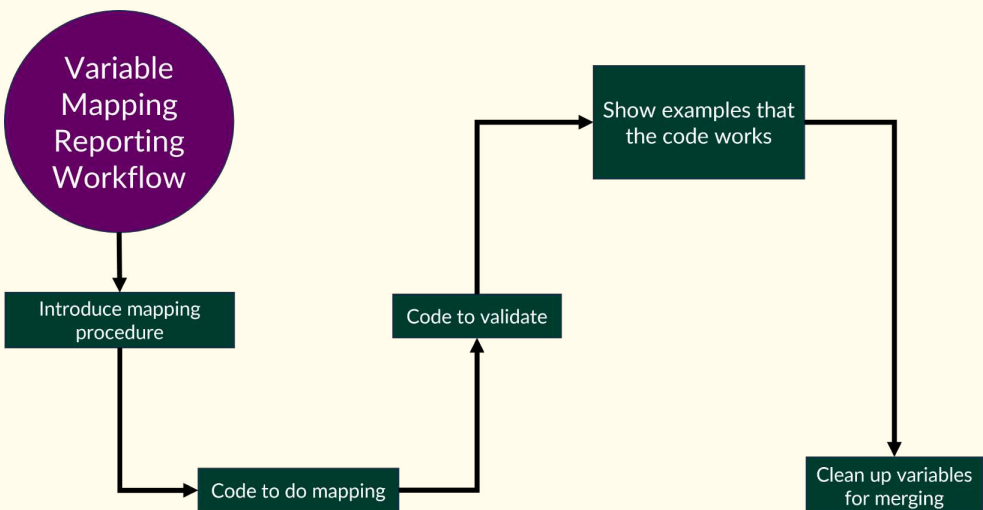 Variable
Mapping
Reporting
Workflow
Introduce mapping
procedure
Code to do mapping
Code to validate
Show examples that
the code works
Clean up variables
for merging